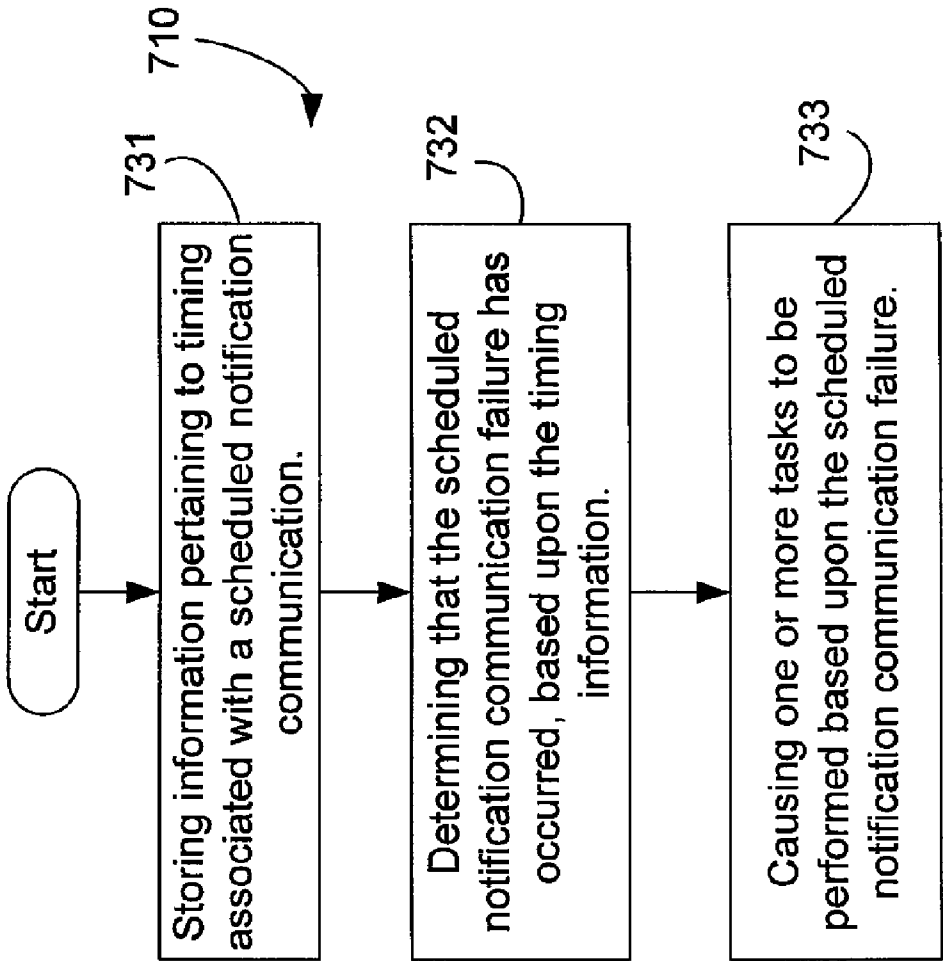 Start
710
731
Storing information pertaining to timing
associated with a scheduled notification
communication.
732
Determining that the scheduled
notification communication failure has
occurred, based upon the timing
information.
733
Causing one or more tasks to be
performed based upon the scheduled
notification communication failure.